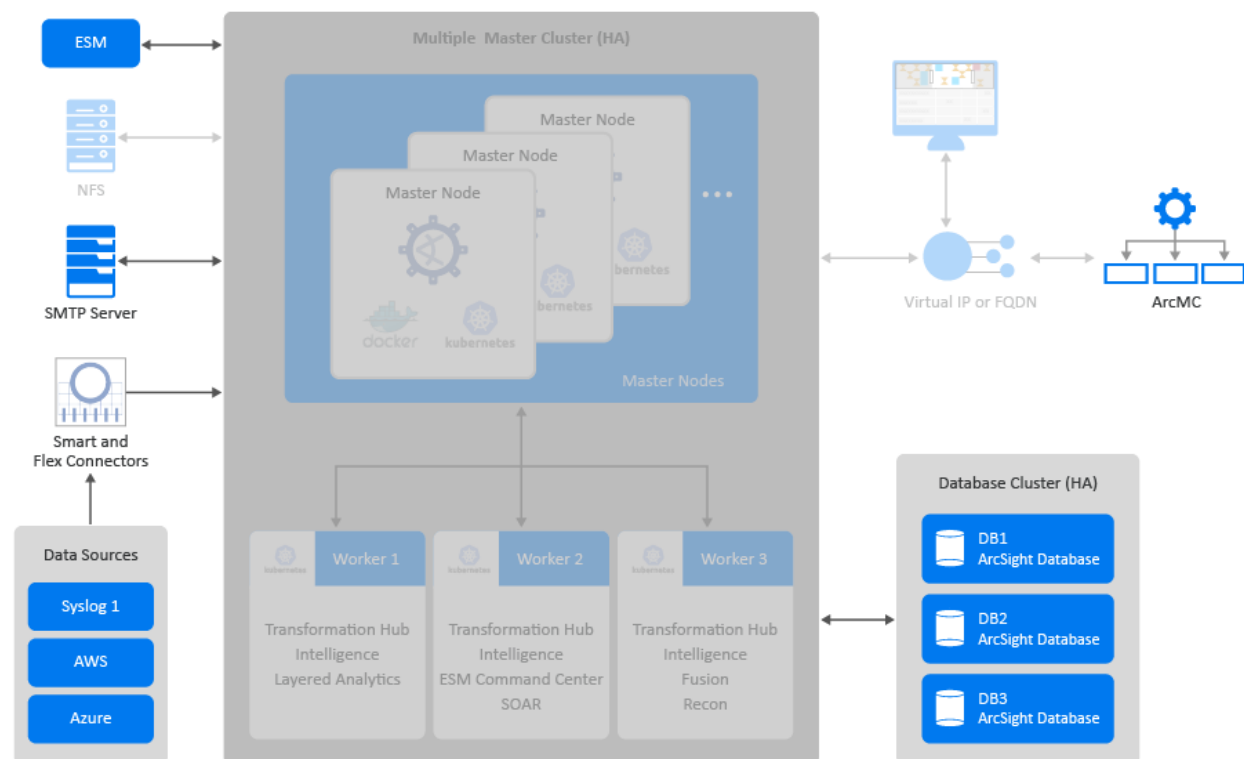 ESM
NFS
SMTP Server
Smart and
Flex Connectors
Data Sources
Syslog 1
AWS
Azure
Multiple Master Cluster (HA)
Master Node
Master Node
Master Node
docker
kubernetes
bernetes
bernetes
Master Nodes
kubernetes
Worker 1
Transformation Hub
Intelligence
Layered Analytics
kubernetes
Worker 2
Transformation Hub
Intelligence
ESM Command Center
SOAR
kubernetes
Worker 3
Transformation Hub
Intelligence
Fusion
Recon
Virtual IP or FQDN
ArcMC
Database Cluster (HA)
DB1
ArcSight Database
DB2
ArcSight Database
DB3
ArcSight Database